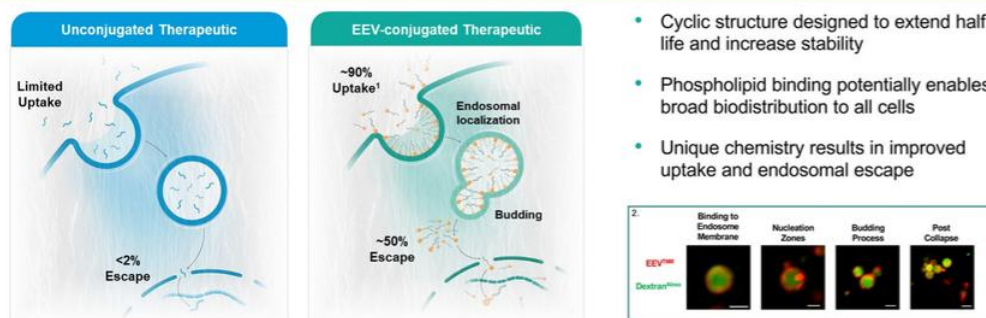 Unconjugated Therapeutic
Limited
Uptake
<2%
Escape
EEV-conjugated Therapeutic
~90%
Uptake¹
Endosomal
localization
Budding
~50%
Escape
• Cyclic structure designed to extend half
life and increase stability
• Phospholipid binding potentially enables
broad biodistribution to all cells
• Unique chemistry results in improved
uptake and endosomal escape
2.
Binding to
Endosome
Membrane
Nucleation
Zones
Budding
Process
Post
Collapse
EEV
Dextran